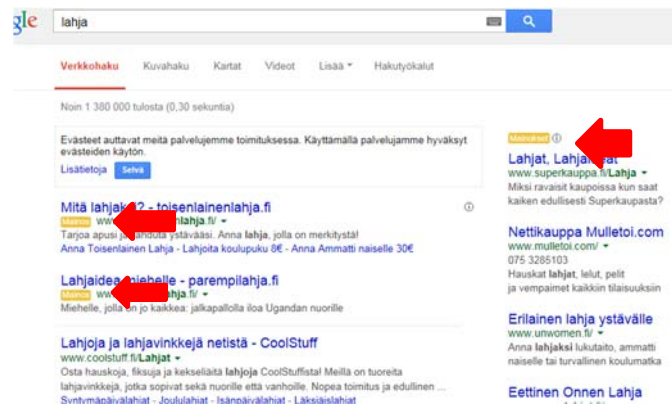 gle
lahja
Verkkohaku Kuvahaku Kartat Videot Lisää Hakutyökalut
Noin 1 380 000 tulosta (0,30 sekuntia)
Evästeet auttavat meitä palvelujemme toimituksessa. Käyttämällä palvelujamme hyväksyt
evästeiden käytön.
Lisätietoja Selvä
Mitä lahjaksi? - toisenlainenlahja.fi
Mainos nlahja.fi/
Tarjoa apusi ja ystävääsi. Anna lahja, jolla on merkitystä!
Anna Toisenlainen Lahja - Lahjoita koulupuku 8€ - Anna Ammatti naiselle 30€
Lahjaidea miehelle - parempilahja.fi
Mainos hja.fi/
Miehelle, jolla on jo kaikkea: jalkapallolla iloa Ugandan nuorille
Lahjoja ja lahjavinkkejä netistä - CoolStuff
www.coolstuff.fi/Lahjat
Osta hauskoja, fiksuja ja kekseliäitä lahjoja CoolStuffista! Meillä on tuoreita
lahjavinkkejä, jotka sopivat sekä nuorille että vanhoille. Nopea toimitus ja edullinen ...
Syntymäpäivälahjat - Joululahjat - Isänpäivälahjat - Läksiäislahjat
Mainokset
Lahjat,
www.superkauppa.fi/Lahja
Miksi ravaisit kaupoissa kun saat
kaiken edullisesti Superkaupasta?
Nettikauppa Mulletoi.com
www.mulletoi.com/
075 3285103
Hauskat lahjat, lelut, pelit
ja vempaimet kaikkiin tilaisuuksiin
Erilainen lahja ystävälle
www.unwomen.fi/
Anna lahjaksi lukutaito, ammatti
naiselle tai turvallinen koulumatka
Eettinen Onnen Lahja